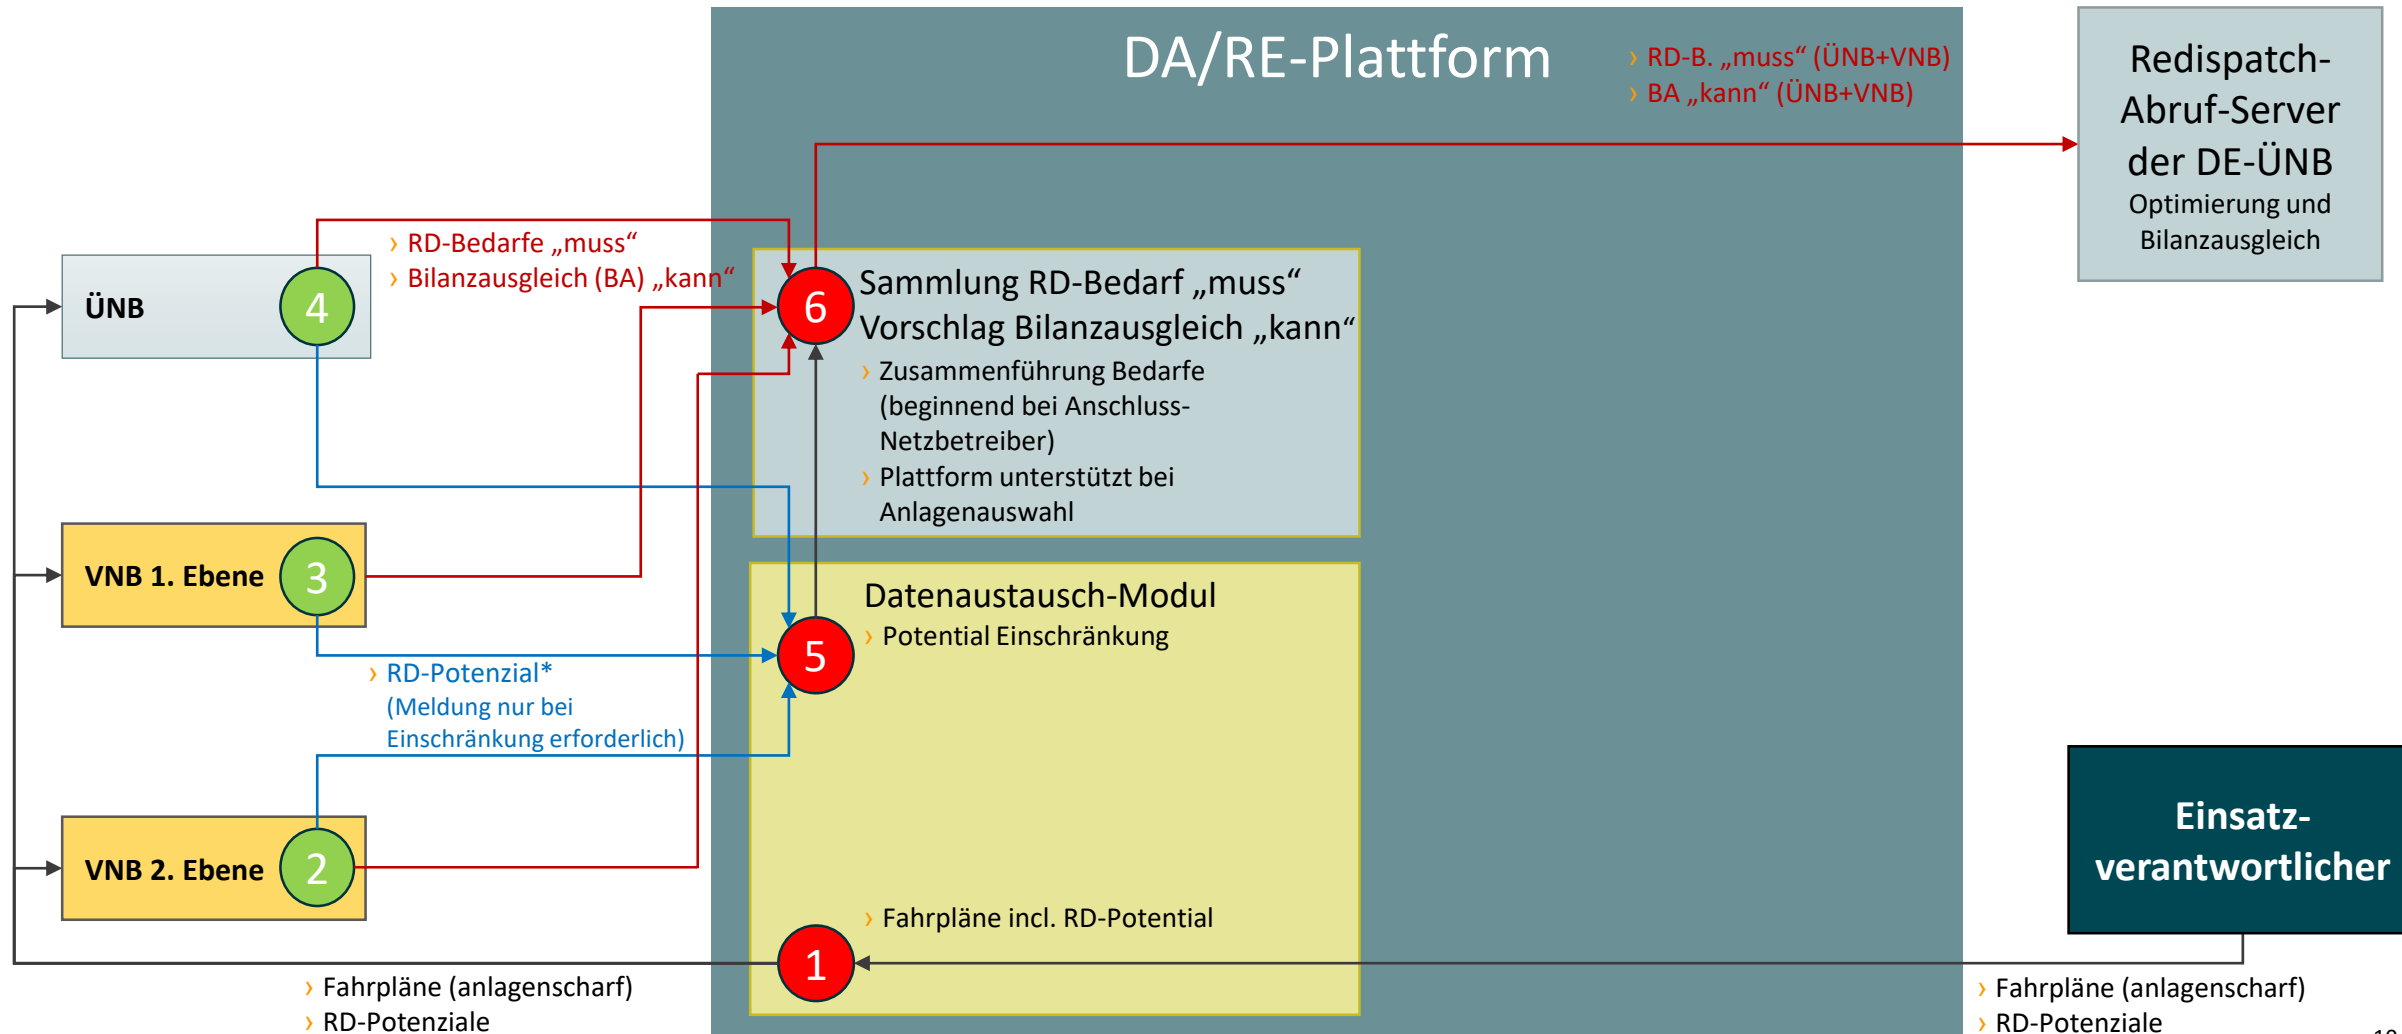 DA/RE-Plattform
› RD-B. „muss“ (ÜNB+VNB)
› BA „kann“ (ÜNB+VNB)
Redispatch-
Abruf-Server
der DE-ÜNB
Optimierung und
Bilanzausgleich
› RD-Bedarfe „muss“
› Bilanzausgleich (BA) „kann“
ÜNB
4
6
Sammlung RD-Bedarf „muss“
Vorschlag Bilanzausgleich „kann“
› Zusammenführung Bedarfe
(beginnend bei Anschluss-
Netzbetreiber)
› Plattform unterstützt bei
Anlagenauswahl
VNB 1. Ebene
3
Datenaustausch-Modul
› Potential Einschränkung
5
› RD-Potenzial*
(Meldung nur bei
Einschränkung erforderlich)
VNB 2. Ebene
2
Einsatz-
verantwortlicher
› Fahrpläne incl. RD-Potential
1
› Fahrpläne (anlagenscharf)
› RD-Potenziale
› Fahrpläne (anlagenscharf)
› RD-Potenziale